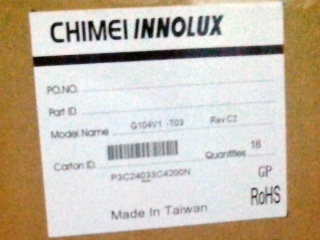 CHIMEI INNOLUX
PO.NO.
Part ID.
Model Name G104V1 -T03 Rev C2
Carton ID. Quantities 18
P3C24033C4200N
GP
RoHS
Made In Taiwan